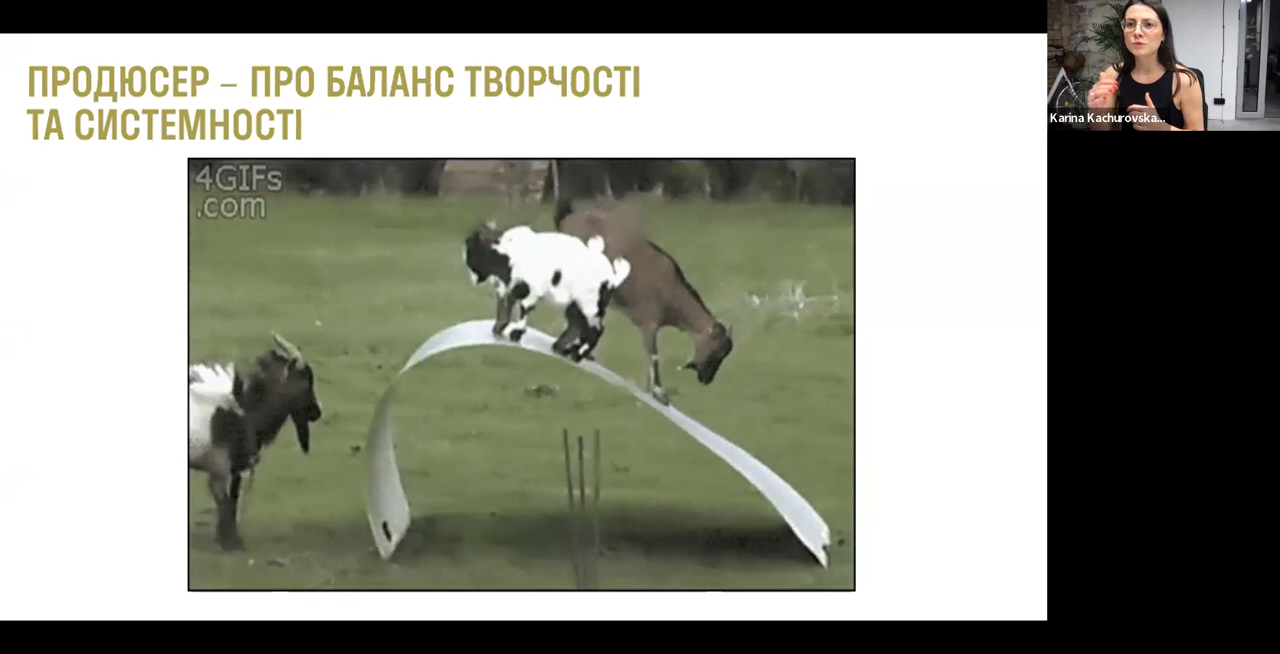 ПРОДЮСЕР – ПРО БАЛАНС ТВОРЧОСТІ
ТА СИСТЕМНОСТІ
4GIFs
.com
Karina Kachurovska...